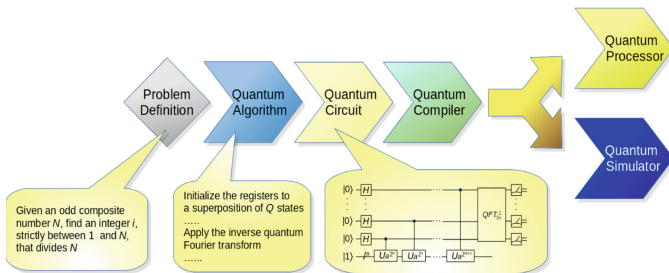 Problem
Definition
Quantum
Algorithm
Quantum
Circuit
Quantum
Compiler
Quantum
Processor
Quantum
Simulator
Given an odd composite
number N, find an integer i,
strictly between 1 and N,
that divides N
Initialize the registers to
a superposition of Q states
.....
Apply the inverse quantum
Fourier transform
......
|0⟩ H
|0⟩ H
|0⟩ H
|1⟩